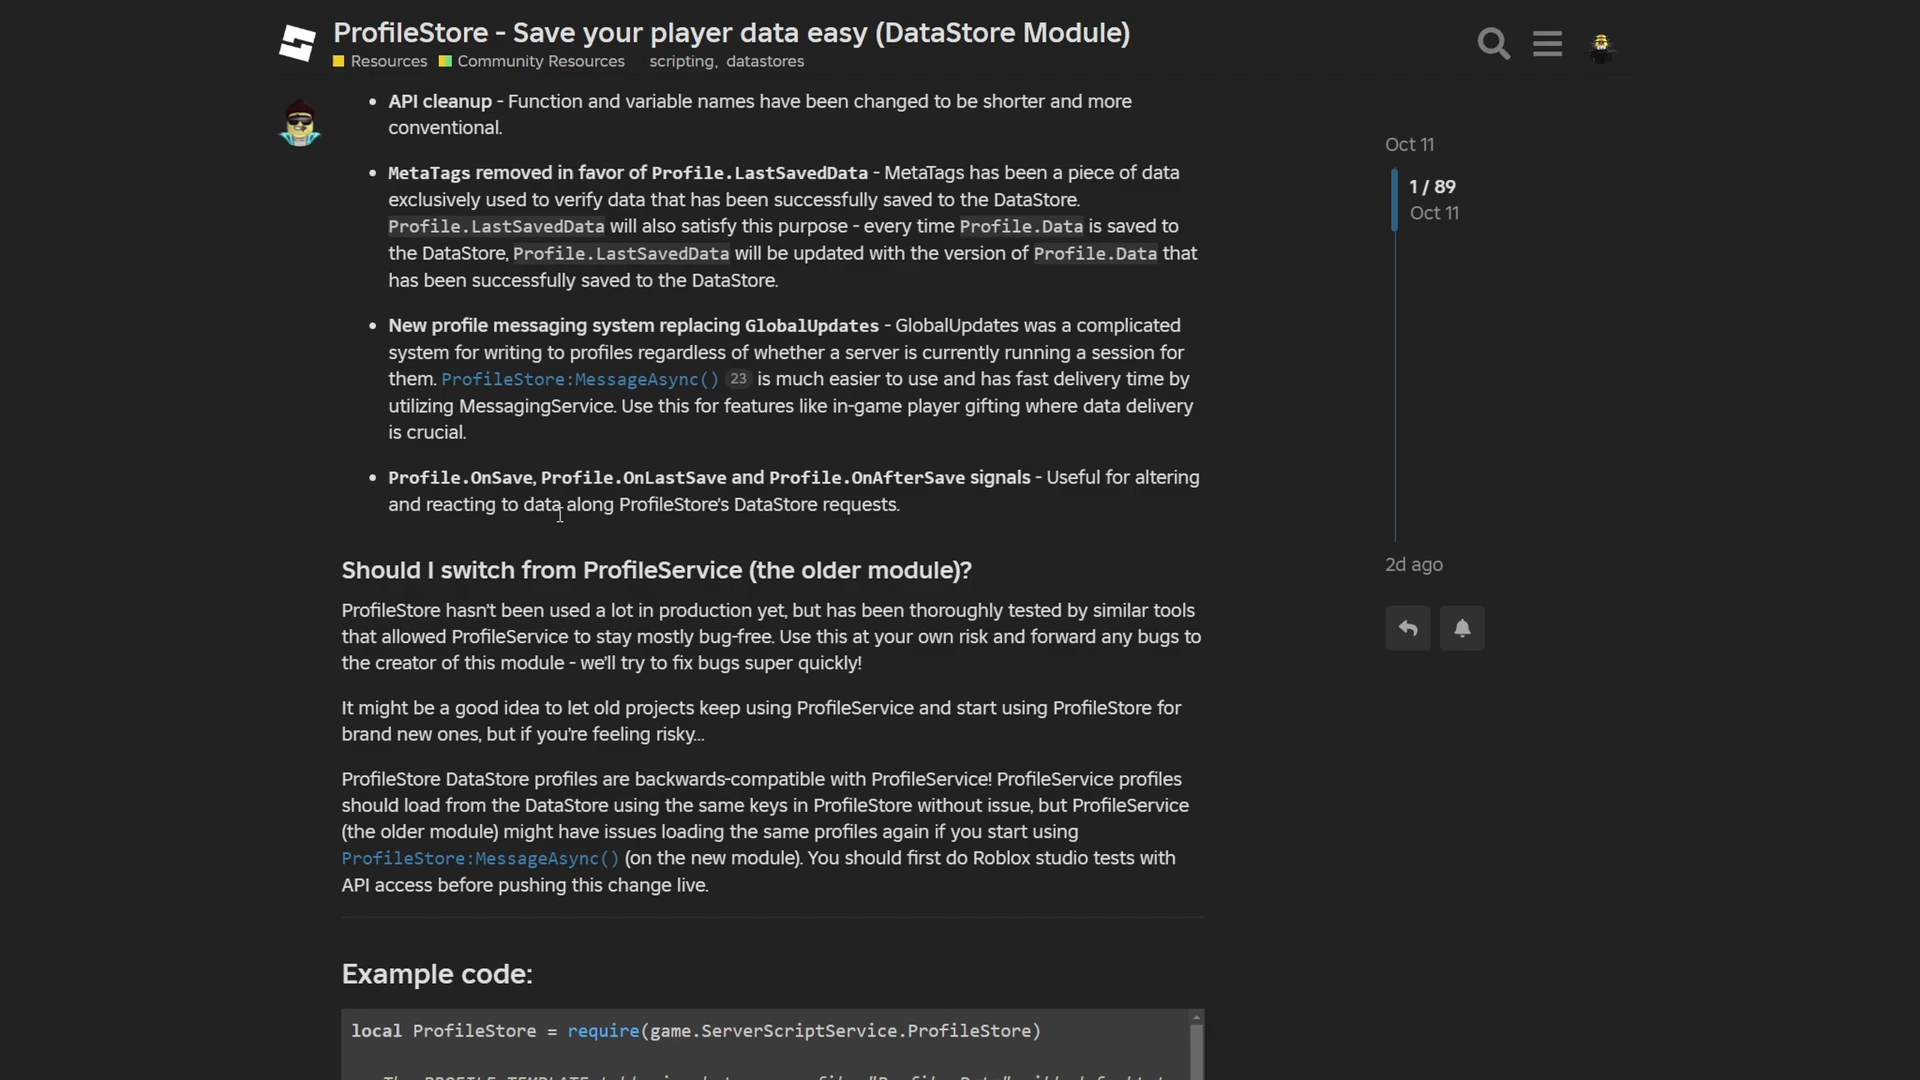 ProfileStore - Save your player data easy (DataStore Module)
Resources Community Resources scripting, datastores
API cleanup - Function and variable names have been changed to be shorter and more
conventional.
MetaTags removed in favor of Profile.LastSavedData - MetaTags has been a piece of data
exclusively used to verify data that has been successfully saved to the DataStore.
Profile.LastSavedData will also satisfy this purpose - every time Profile.Data is saved to
the DataStore, Profile.LastSavedData will be updated with the version of Profile.Data that
has been successfully saved to the DataStore.
New profile messaging system replacing GlobalUpdates - GlobalUpdates was a complicated
system for writing to profiles regardless of whether a server is currently running a session for
them. ProfileStore:MessageAsync() 23 is much easier to use and has fast delivery time by
utilizing MessagingService. Use this for features like in-game player gifting where data delivery
is crucial.
Profile.OnSave, Profile.OnLastSave and Profile.OnAfterSave signals - Useful for altering
and reacting to data along ProfileStore's DataStore requests.
Should I switch from ProfileService (the older module)?
ProfileStore hasn't been used a lot in production yet, but has been thoroughly tested by similar tools
that allowed ProfileService to stay mostly bug-free. Use this at your own risk and forward any bugs to
the creator of this module - we'll try to fix bugs super quickly!
It might be a good idea to let old projects keep using ProfileService and start using ProfileStore for
brand new ones, but if you're feeling risky...
ProfileStore DataStore profiles are backwards-compatible with ProfileService! ProfileService profiles
should load from the DataStore using the same keys in ProfileStore without issue, but ProfileService
(the older module) might have issues loading the same profiles again if you start using
ProfileStore:MessageAsync() (on the new module). You should first do Roblox studio tests with
API access before pushing this change live.
Example code:
local ProfileStore = require(game.ServerScriptService.ProfileStore)
Oct 11
1 / 89
Oct 11
2d ago